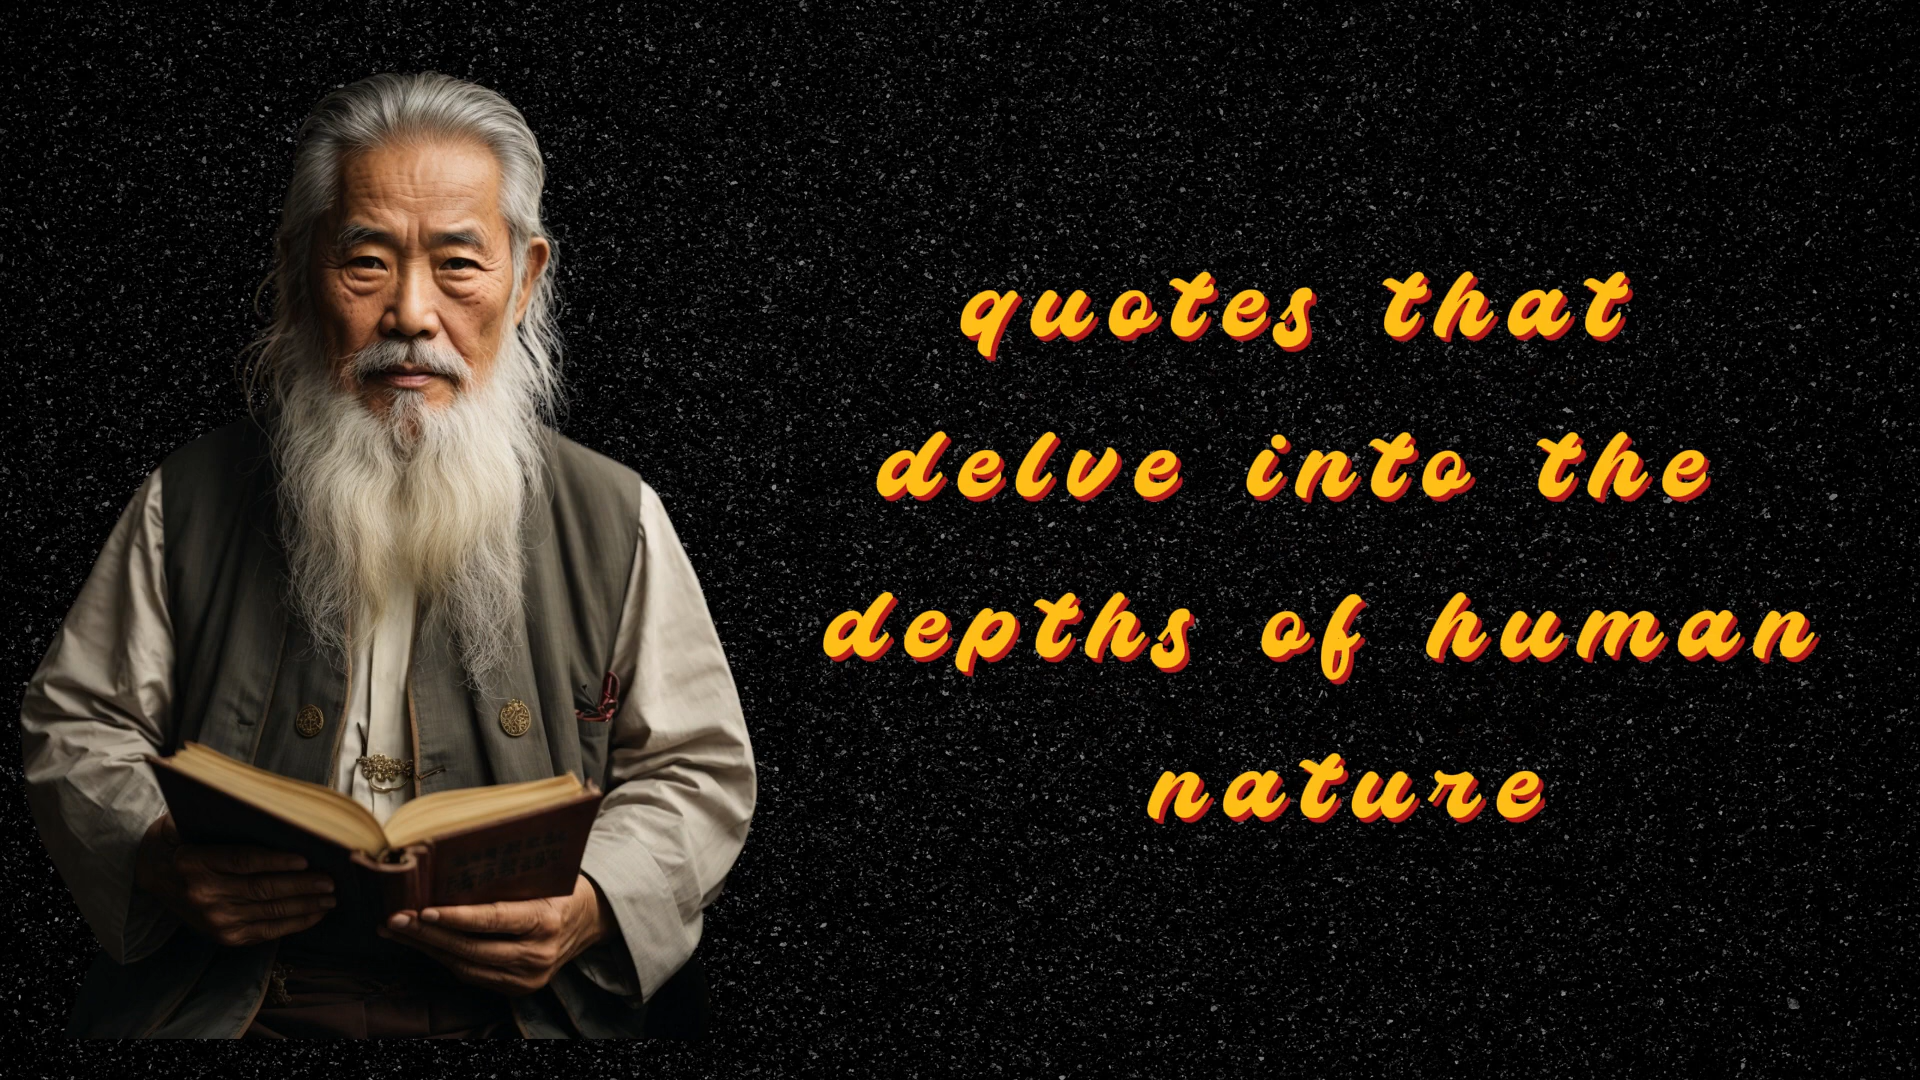 quotes that
delve into the
depths of human
nature